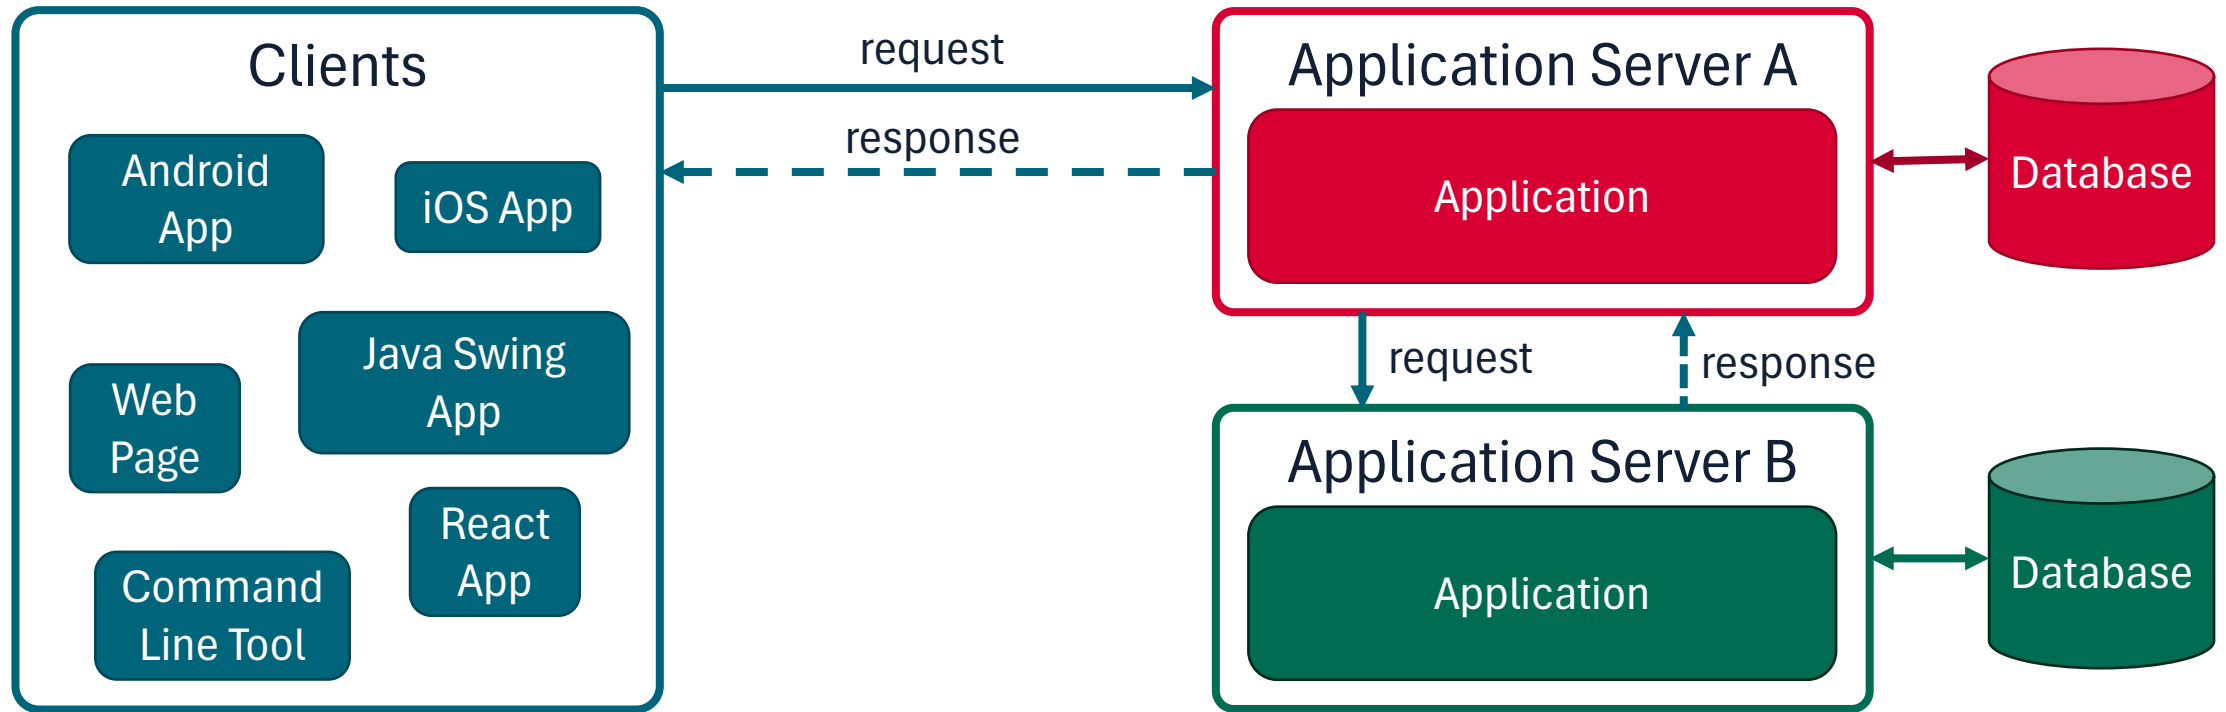 Clients
Android
App
iOS App
Java Swing
App
Web
Page
React
App
Command
Line Tool
request
response
Application Server A
Application
Database
request
response
Application Server B
Application
Database